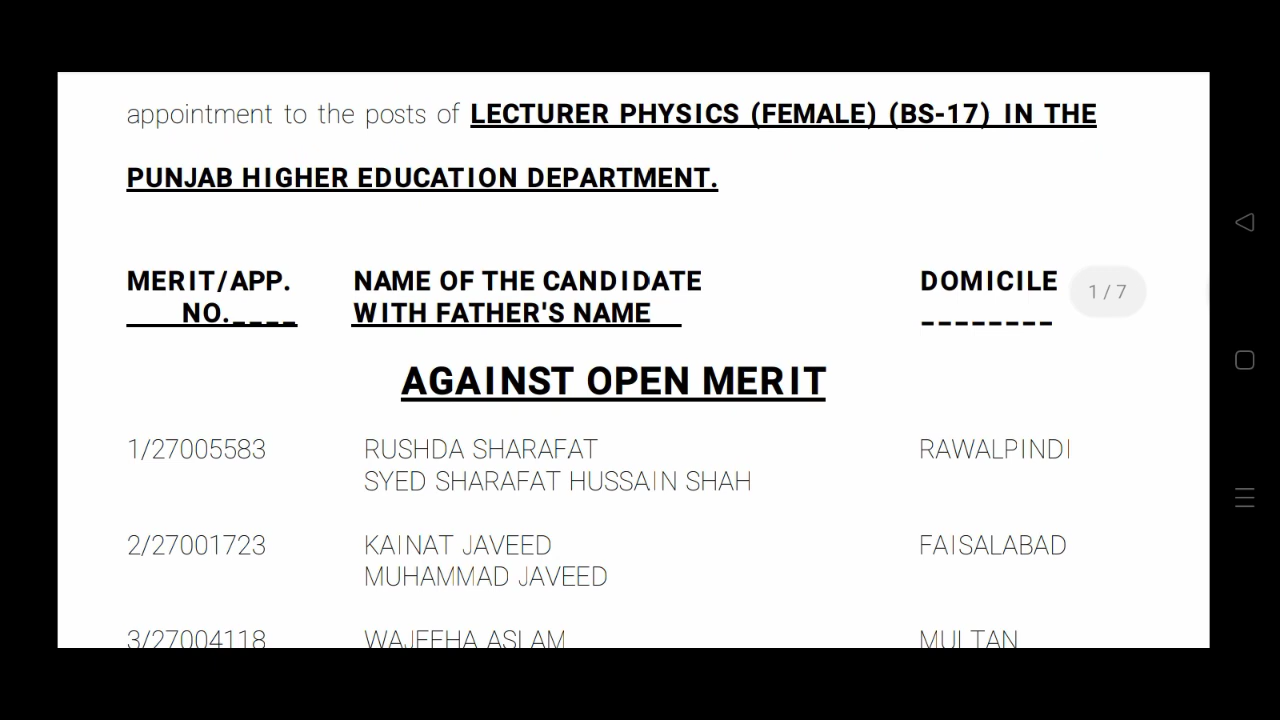 appointment to the posts of LECTURER PHYSICS (FEMALE) (BS-17) IN THE
PUNJAB HIGHER EDUCATION DEPARTMENT.
MERIT/APP. NAME OF THE CANDIDATE DOMICILE 1 / 7
NO.____ WITH FATHER'S NAME --------
AGAINST OPEN MERIT
1/27005583 RUSHDA SHARAFAT RAWALPINDI
SYED SHARAFAT HUSSAIN SHAH
2/27001723 KAINAT JAVEED FAISALABAD
MUHAMMAD JAVEED
3/27004118 WAJEEHA ASLAM MULTAN